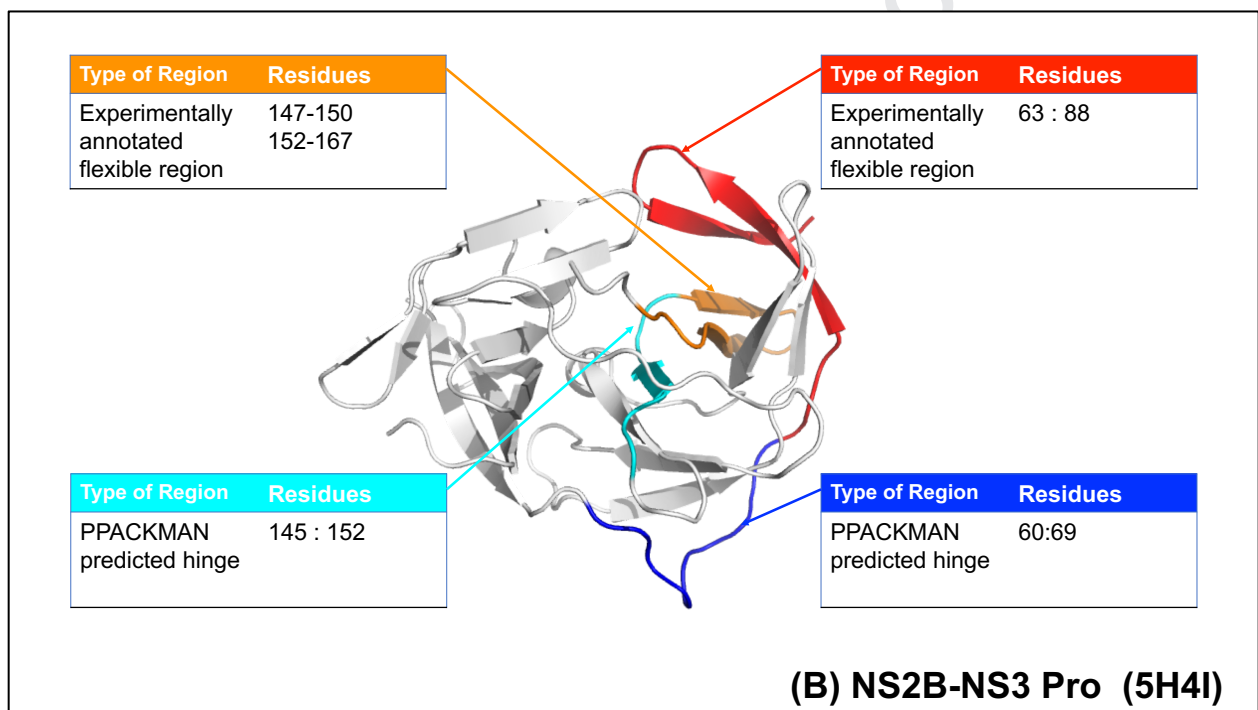 Type of Region Residues
Experimentally 147-150
annotated 152-167
flexible region
Type of Region Residues
Experimentally 63 : 88
annotated
flexible region
Type of Region Residues
PPACKMAN 145 : 152
predicted hinge
Type of Region Residues
PPACKMAN 60:69
predicted hinge
(B) NS2B-NS3 Pro (5H4I)